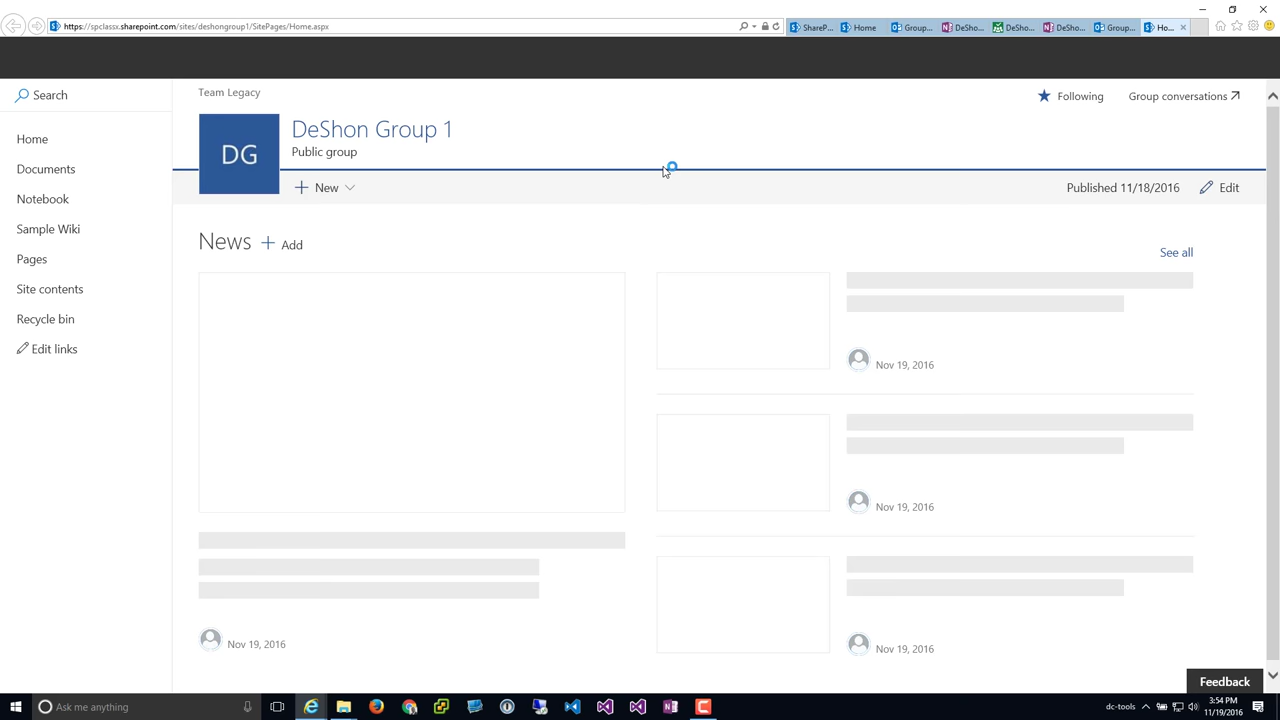 https://spclassx.sharepoint.com/sites/deshongroup1/SitePages/Home.aspx
ShareP...
Home
Group...
DeSho...
DeSho...
DeSho...
Group...
Ho...
Search
Team Legacy
Following
Group conversations
Home
DG
DeShon Group 1
Public group
Documents
New
Published 11/18/2016
Edit
Notebook
Sample Wiki
Pages
Site contents
Recycle bin
Edit links
News
Add
See all
Nov 19, 2016
Nov 19, 2016
Nov 19, 2016
Nov 19, 2016
Feedback
Ask me anything
dc-tools
3:54 PM
11/19/2016